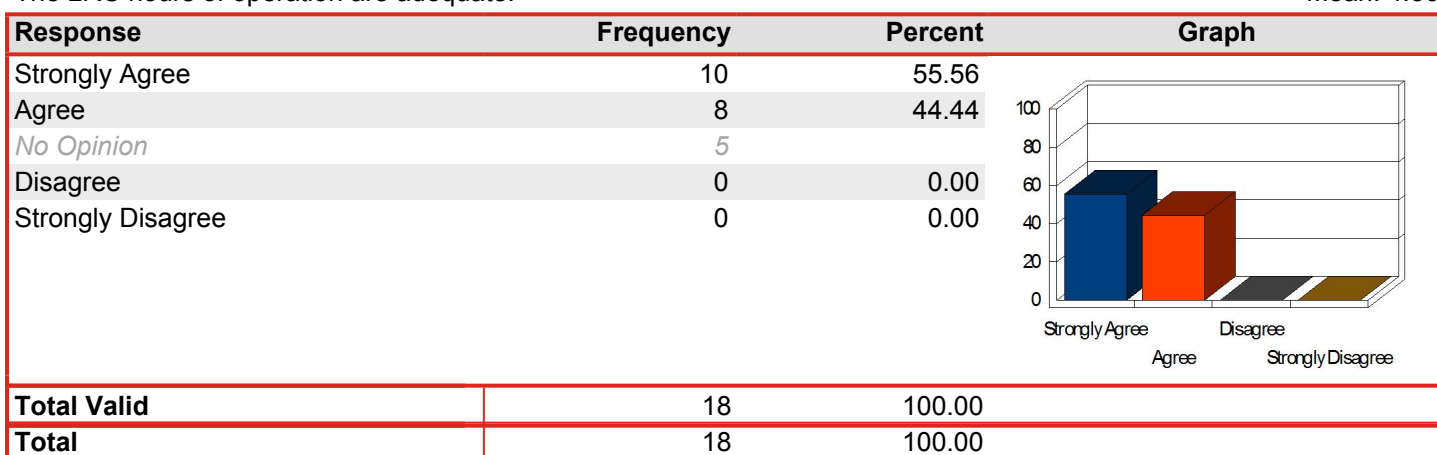 Response Frequency Percent Graph
Strongly Agree 10 55.56
Agree 8 44.44
No Opinion 5
Disagree 0 0.00
Strongly Disagree 0 0.00
100
80
60
40
20
0
Strongly Agree Disagree
Agree Strongly Disagree
Total Valid 18 100.00
Total 18 100.00